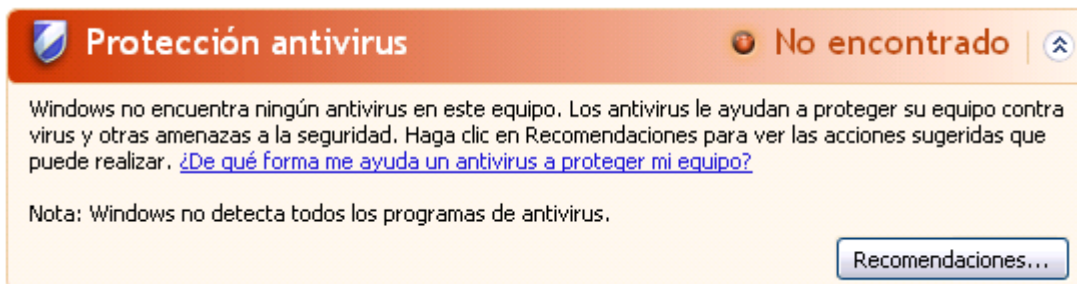 Protección antivirus
No encontrado
Windows no encuentra ningún antivirus en este equipo. Los antivirus le ayudan a proteger su equipo contra
virus y otras amenazas a la seguridad. Haga clic en Recomendaciones para ver las acciones sugeridas que
puede realizar. ¿De qué forma me ayuda un antivirus a proteger mi equipo?
Nota: Windows no detecta todos los programas de antivirus.
Recomendaciones...